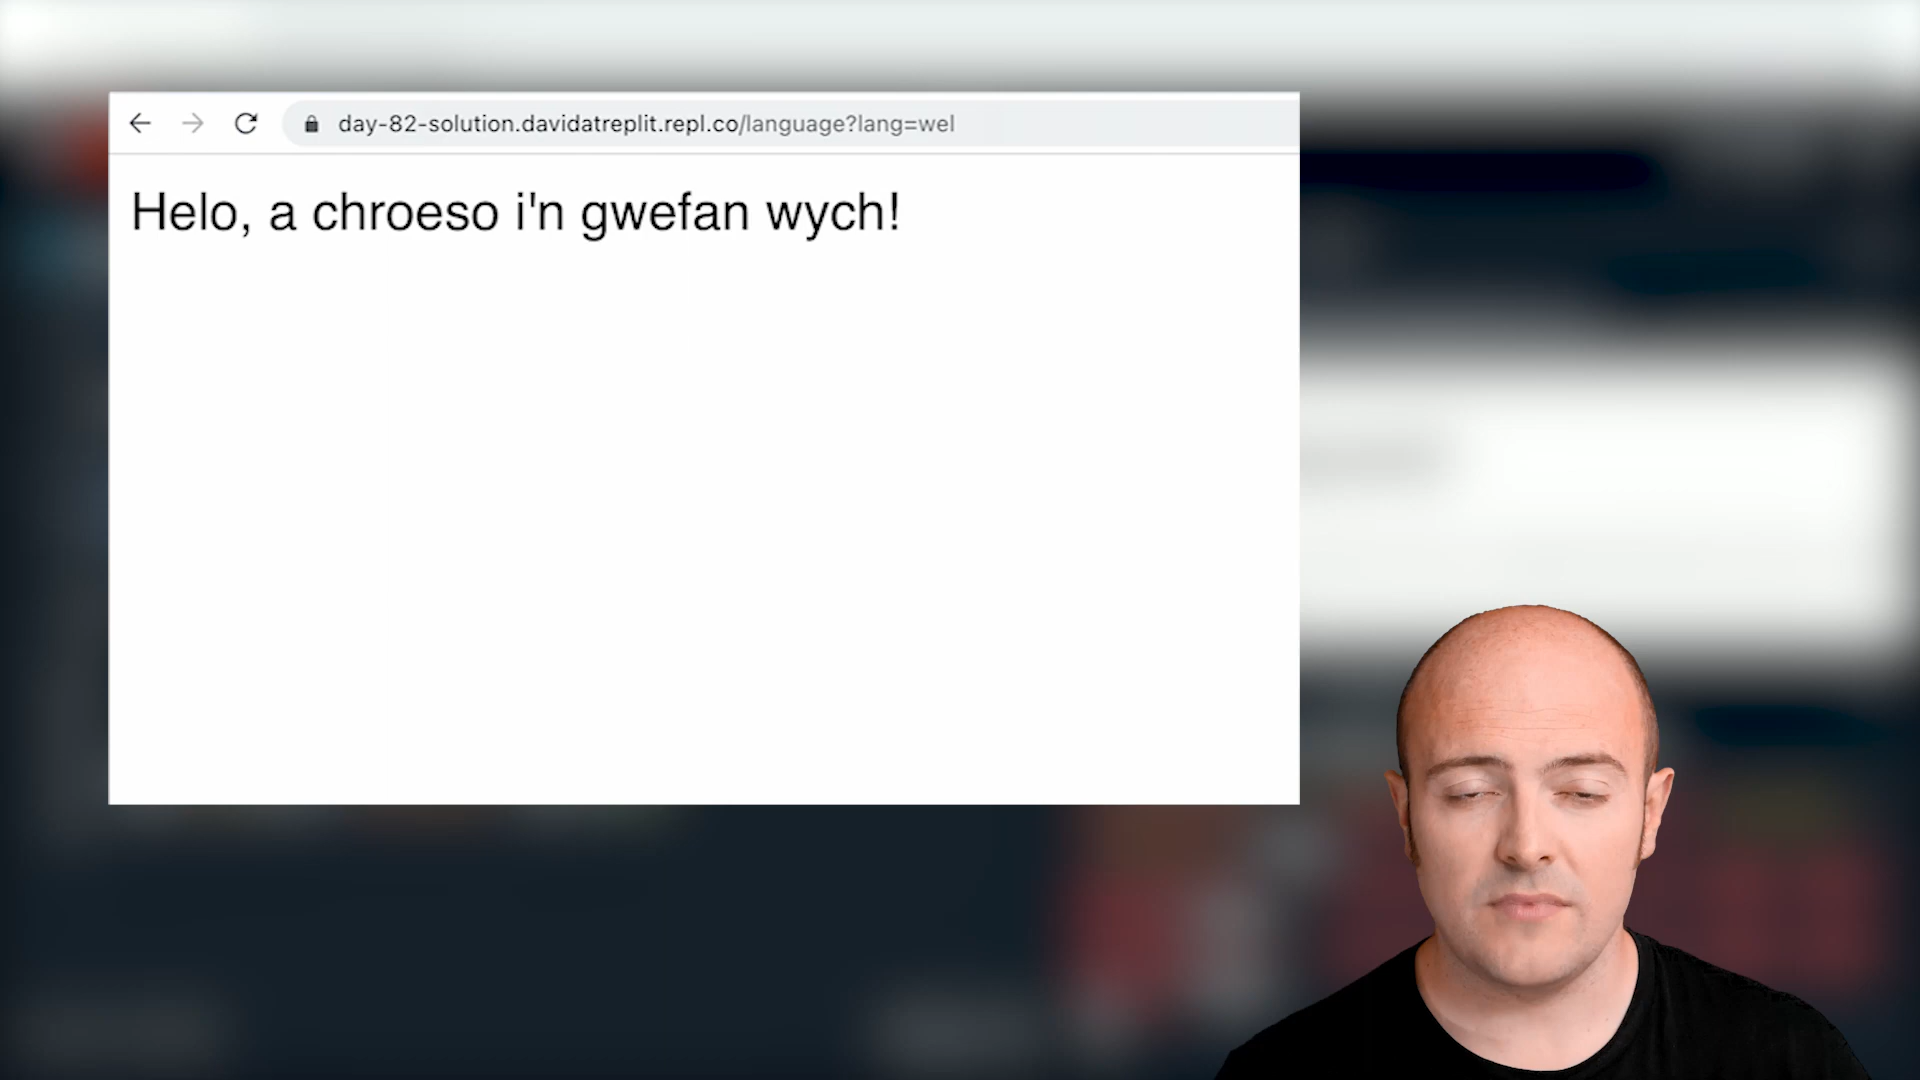 day-82-solution.davidatreplit.repl.co/language?lang=wel
Helo, a chroeso i'n gwefan wych!